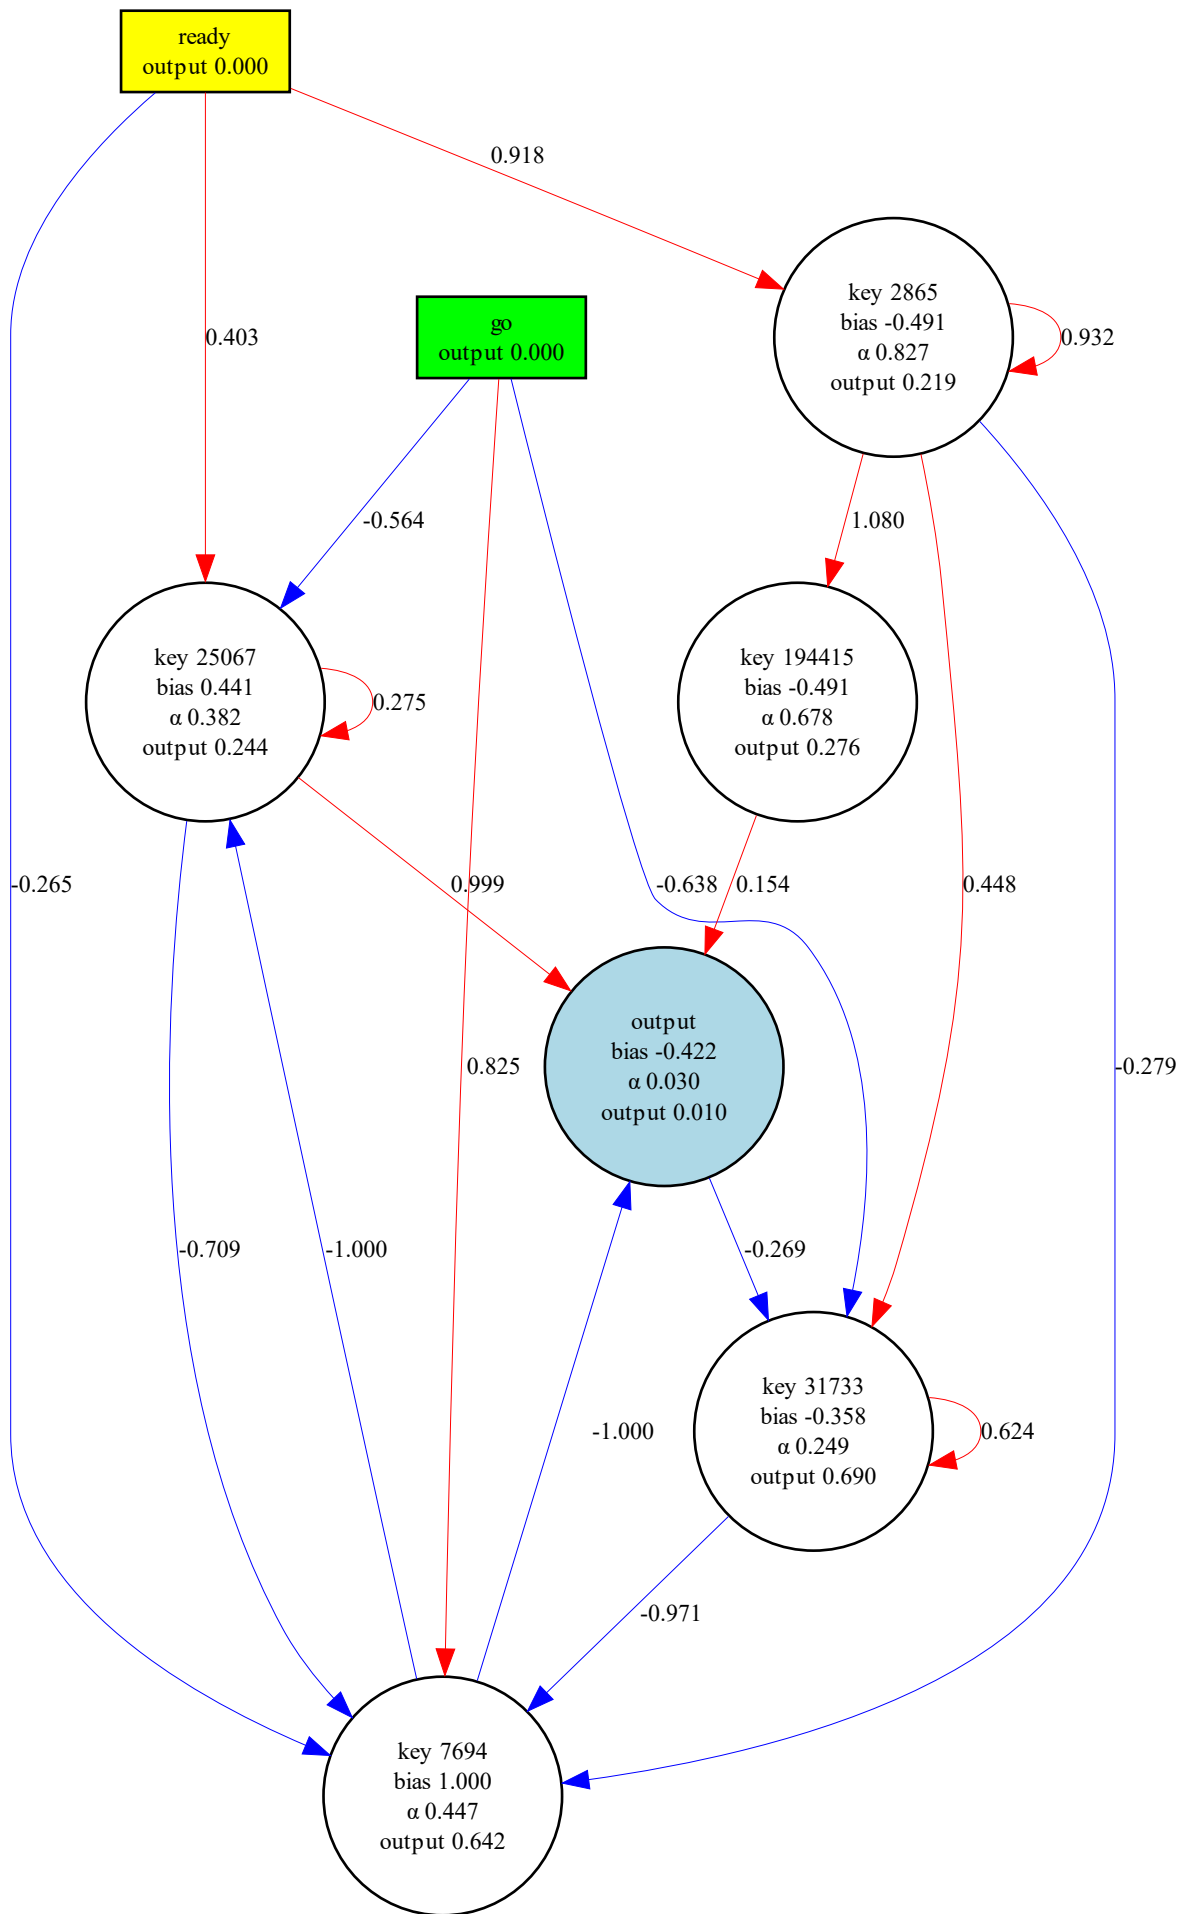 ready
output 0.000
0.918
key 2865
bias -0.491
α 0.827
output 0.219
0.932
go
output 0.000
0.403
-0.564
1.080
key 25067
bias 0.441
α 0.382
output 0.244
0.275
key 194415
bias -0.491
α 0.678
output 0.276
-0.265
0.999
-0.638
0.154
0.448
output
bias -0.422
α 0.030
output 0.010
0.825
-0.279
-0.709
-1.000
-0.269
key 31733
bias -0.358
α 0.249
output 0.690
0.624
-1.000
-0.971
key 7694
bias 1.000
α 0.447
output 0.642